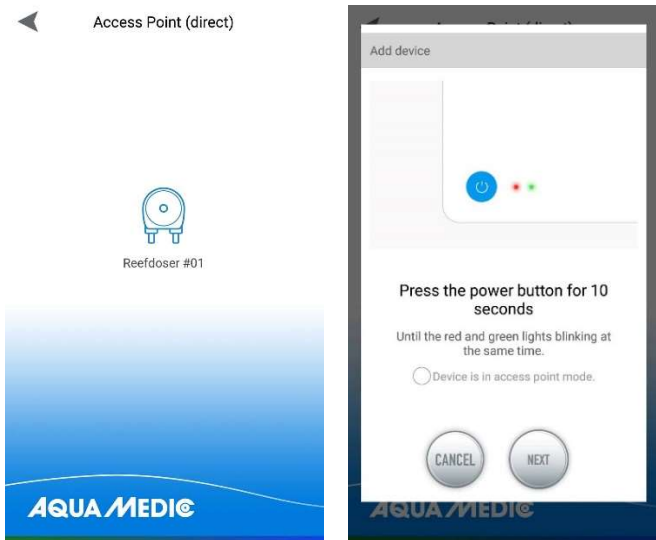 Access Point (direct)
Reefdoser #01
AQUA MEDIC
Add device
Press the power button for 10
seconds
Until the red and green lights blinking at
the same time.
Device is in access point mode.
CANCEL
NEXT
AQUA MEDIC